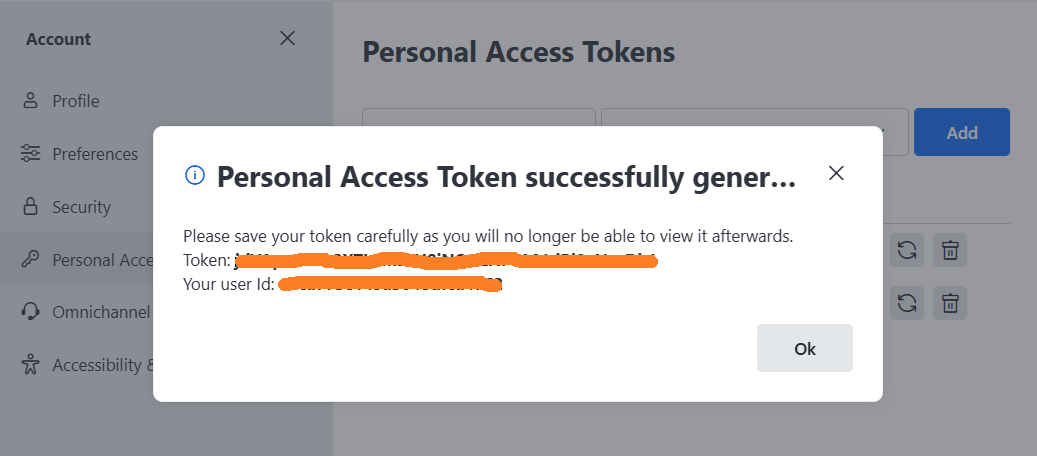 Account
Profile
Preferences
Security
Personal Acce
Omnichannel
Accessibility &
Personal Access Tokens
Add
Personal Access Token successfully gener...
Please save your token carefully as you will no longer be able to view it afterwards.
Token:
Your user Id:
Ok